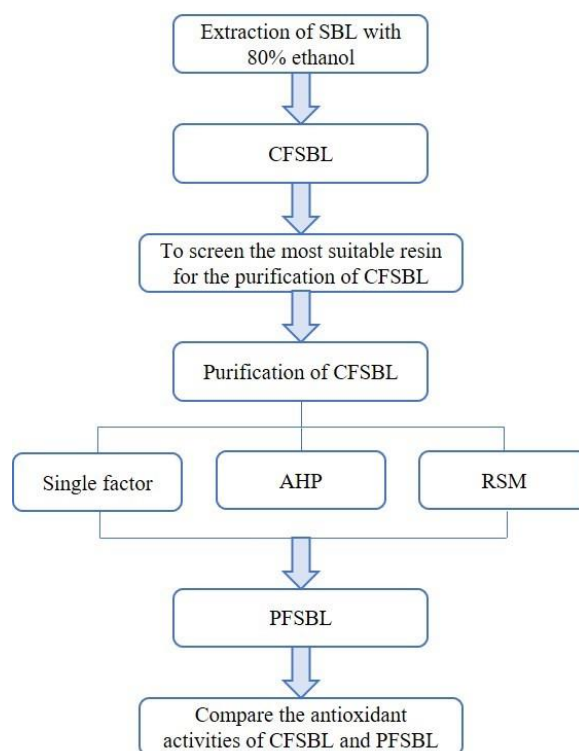 Extraction of SBL with
80% ethanol
CFSBL
To screen the most suitable resin
for the purification of CFSBL
Purification of CFSBL
Single factor
AHP
RSM
PFSBL
Compare the antioxidant
activities of CFSBL and PFSBL